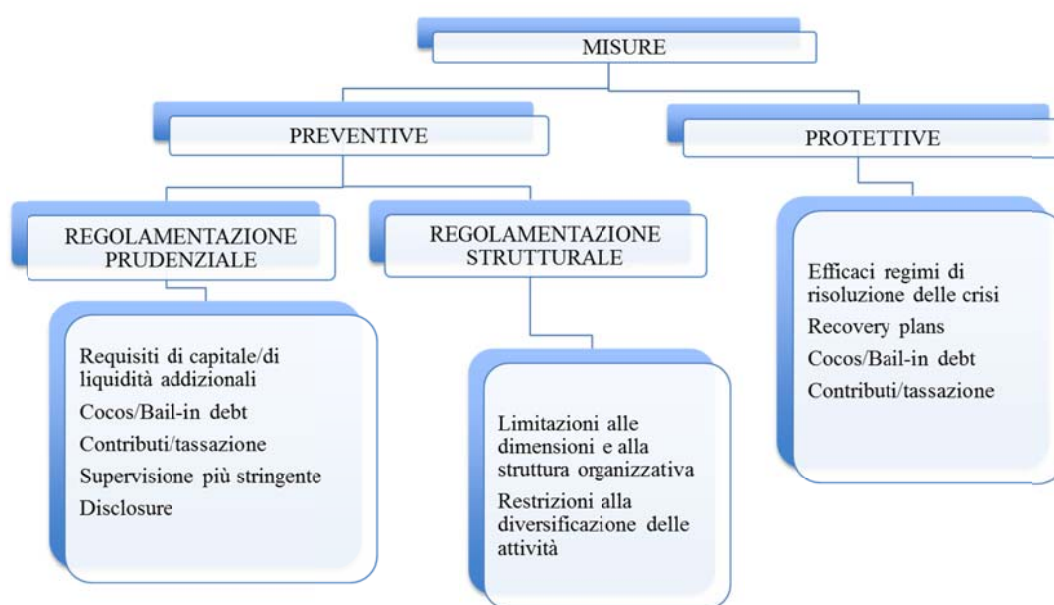 MISURE
PREVENTIVE
PROTETTIVE
REGOLAMENTAZIONE
PRUDENZIALE
REGOLAMENTAZIONE
STRUTTURALE
Requisiti di capitale/di
liquidità addizionali
Cocos/Bail-in debt
Contributi/tassazione
Supervisione più stringente
Disclosure
Limitazioni alle
dimensioni e alla
struttura organizzativa
Restrizioni alla
diversificazione delle
attività
Efficaci regimi di
risoluzione delle crisi
Recovery plans
Cocos/Bail-in debt
Contributi/tassazione